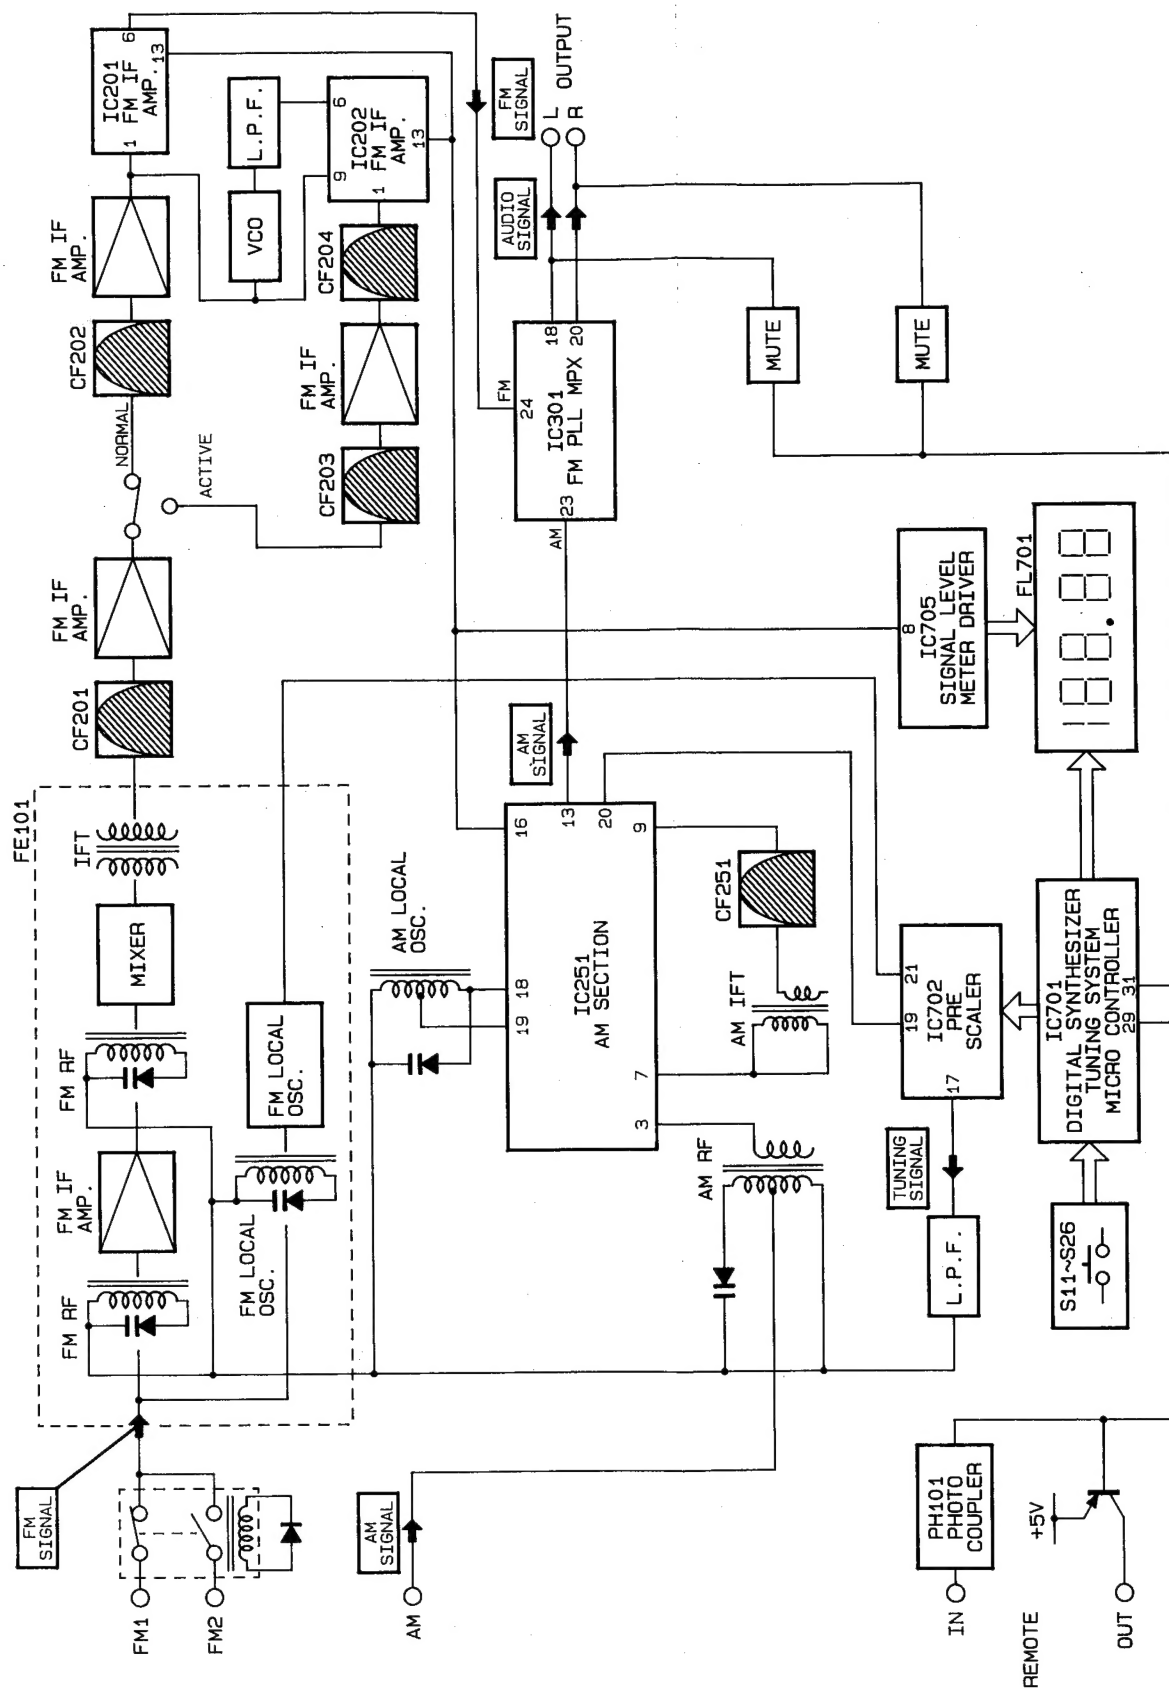 FM1
FM2
FM
SIGNAL
FE101
FM RF
FM IF
AMP.
FM RF
MIXER
IFT
CF201
FM IF
AMP.
NORMAL
ACTIVE
CF202
FM IF
AMP.
IC201
FM IF
AMP.
1
6
13
FM LOCAL
OSC.
FM LOCAL
OSC.
CF203
FM IF
AMP.
CF204
VCO
L.P.F.
IC202
FM IF
AMP.
1
9
6
13
AM
AM
SIGNAL
AM LOCAL
OSC.
IC251
AM SECTION
19
18
16
13
20
9
7
3
AM
SIGNAL
AM
FM
IC301
FM PLL MPX
23
24
18
20
AUDIO
SIGNAL
FM
SIGNAL
L
R
OUTPUT
AM RF
AM IFT
CF251
MUTE
MUTE
TUNING
SIGNAL
L.P.F.
IC702
PRE
SCALER
17
19
21
IC705
SIGNAL LEVEL
METER DRIVER
8
FL701
188.88
S11~S26
IC701
DIGITAL SYNTHESIZER
TUNING SYSTEM
MICRO CONTROLLER
29
31
REMOTE
IN
PH101
PHOTO
COUPLER
+5V
OUT